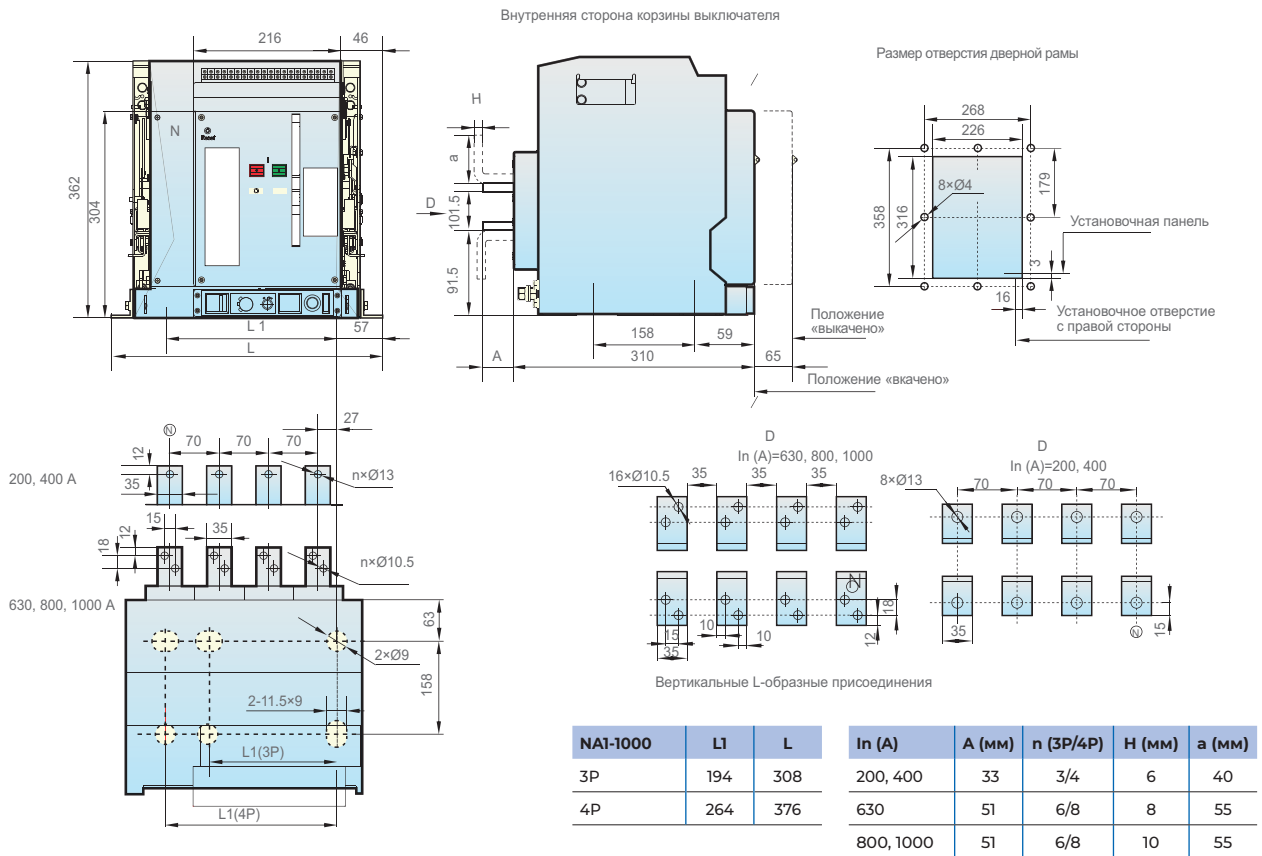 Внутренняя сторона корзины выключателя
216
46
362
304
N
I
L 1
57
L
H
a
D
101.5
91.5
A
158
59
310
65
Положение
«выкачено»
Положение «вкачено»
Размер отверстия дверной рамы
268
226
358
316
8×Ø4
179
Установочная панель
3
16
Установочное отверстие
с правой стороны
200, 400 А
N
70
70
70
27
12
35
n×Ø13
630, 800, 1000 А
15
35
12
18
n×Ø10.5
63
2×Ø9
158
2-11.5×9
L1(3P)
L1(4P)
D
In (A)=630, 800, 1000
16×Ø10.5
35
35
35
N
18
12
10
15
10
35
D
In (A)=200, 400
8×Ø13
70
70
70
35
N
15
Вертикальные L-образные присоединения
NA1-1000 L1 L
3P 194 308
4P 264 376
In (A) A (мм) n (3P/4P) H (мм) a (мм)
200, 400 33 3/4 6 40
630 51 6/8 8 55
800, 1000 51 6/8 10 55